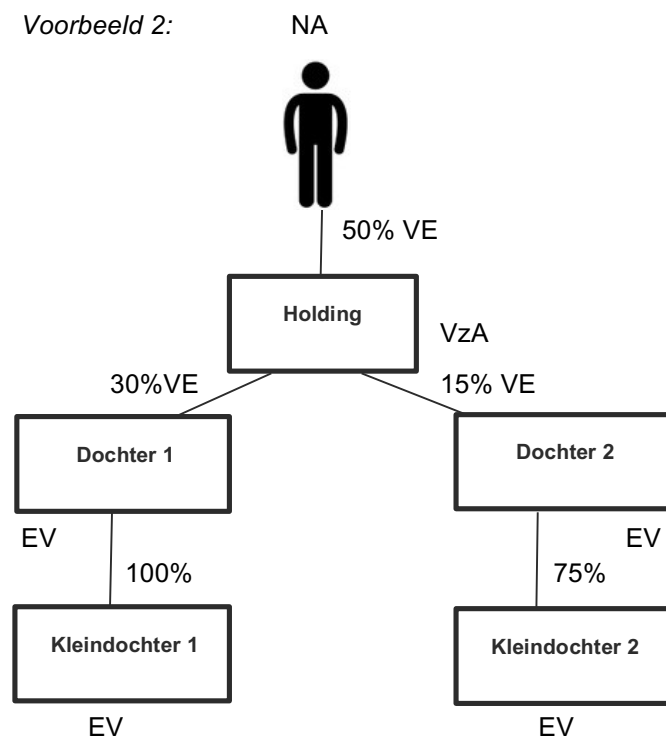 Voorbeeld 2:
NA
50% VE
Holding
VzA
30%VE
15% VE
Dochter 1
Dochter 2
EV
EV
100%
75%
Kleindochter 1
Kleindochter 2
EV
EV